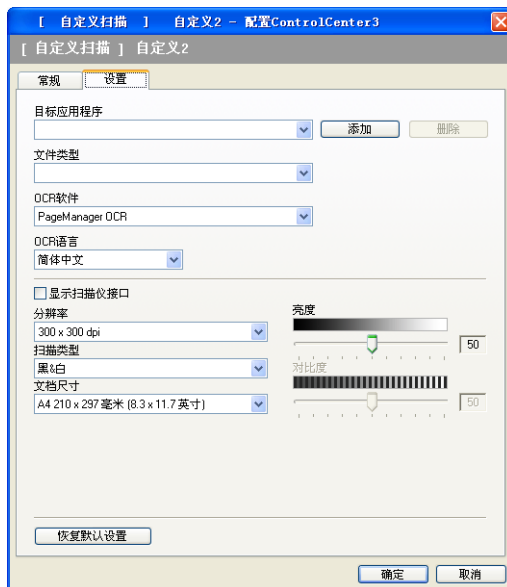 [ 自定义扫描 ] 自定义2 - 配置ControlCenter3
[ 自定义扫描 ] 自定义2
常规 设置
目标应用程序
添加 删除
文件类型
OCR软件
PageManager OCR
OCR语言
简体中文
显示扫描仪接口
分辨率 亮度
300 x 300 dpi 50
扫描类型 对比度
黑&白
文档尺寸
A4 210 x 297 毫米 (8.3 x 11.7 英寸) 50
恢复默认设置
确定 取消